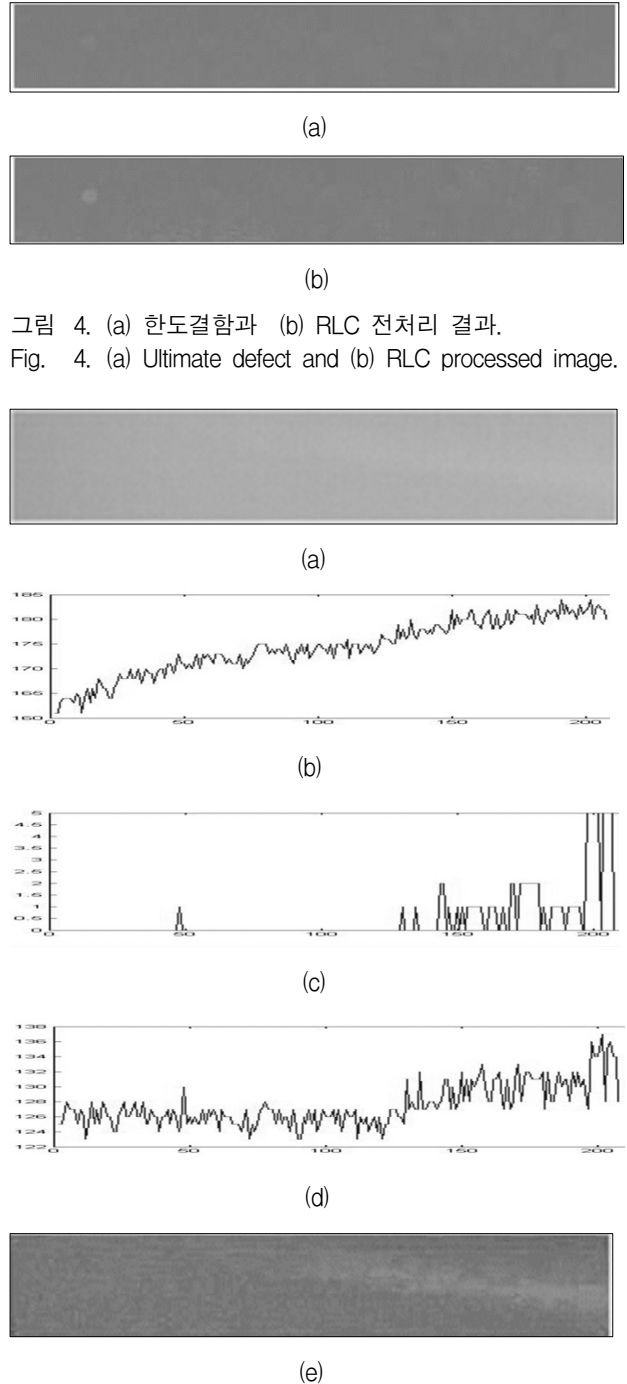 (a)
(b)
그림 4. (a) 한도결함과 (b) RLC 전처리 결과.
Fig. 4. (a) Ultimate defect and (b) RLC processed image.
(a)
185
180
175
170
165
160
0 50 100 150 200
(b)
5
4.5
4
3.5
3
2.5
2
1.5
1
0.5
0
50 100 150 200
(c)
138
136
134
132
130
128
126
124
122
0 50 100 150 200
(d)
(e)